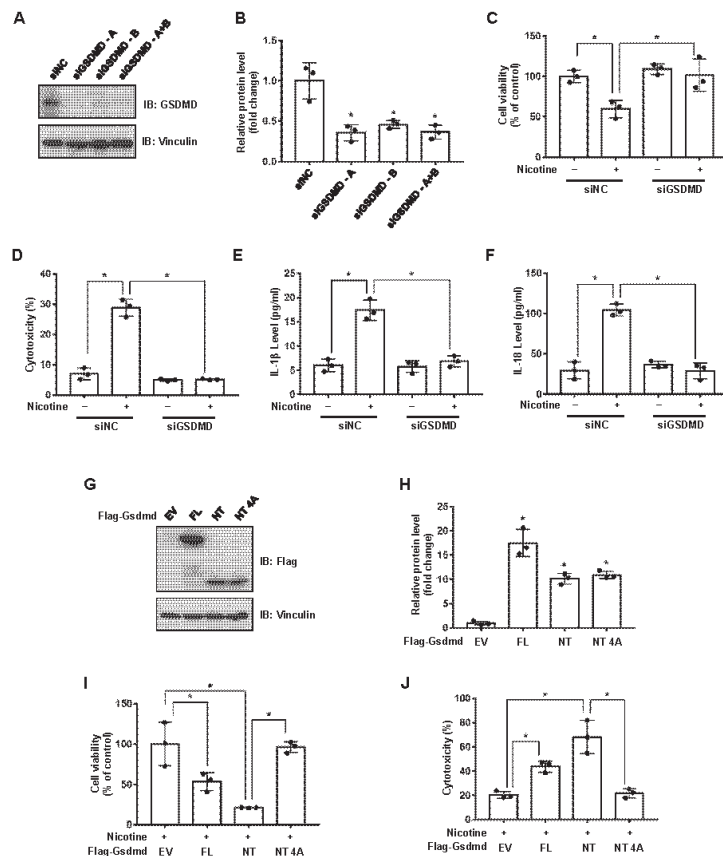 A
siNC
siGSDMD - A
siGSDMD - B
siGSDMD - A+B
IB: GSDMD
IB: Vinculin
B
Relative protein level
(fold change)
1.5
1.0
0.5
0.0
*
*
*
siNC
siGSDMD - A
siGSDMD - B
siGSDMD - A+B
C
Cell viability
(% of control)
150
100
50
0
*
*
Nicotine – + – +
siNC siGSDMD
D
Cytotoxicity (%)
40
30
20
10
0
*
*
Nicotine – + – +
siNC siGSDMD
E
IL-1β Level (pg/ml)
25
20
15
10
5
0
*
*
Nicotine – + – +
siNC siGSDMD
F
IL-18 Level (pg/ml)
150
100
50
0
*
*
Nicotine – + – +
siNC siGSDMD
G
Flag-Gsdmd EV FL NT NT 4A
IB: Flag
IB: Vinculin
H
Relative protein level
(fold change)
25
20
15
10
5
0
*
*
*
Flag-Gsdmd EV FL NT NT 4A
I
Cell viability
(% of control)
150
100
50
0
*
*
*
Nicotine + + + +
Flag-Gsdmd EV FL NT NT 4A
J
Cytotoxicity (%)
100
80
60
40
20
0
*
*
*
Nicotine + + + +
Flag-Gsdmd EV FL NT NT 4A